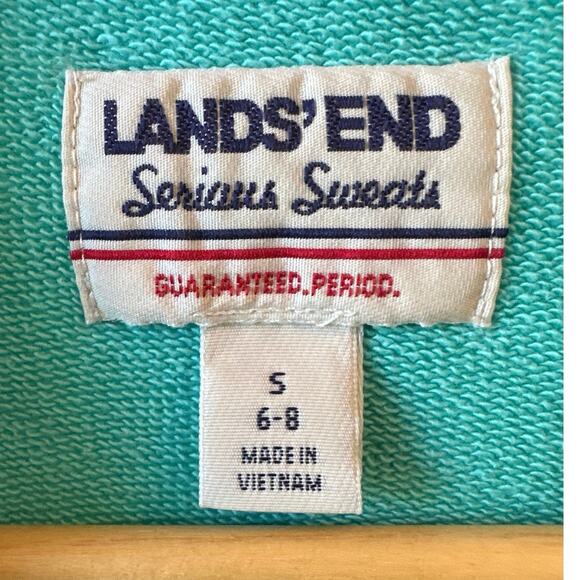 LANDS' END
Serious Sweats
GUARANTEED. PERIOD.
S
6-8
MADE IN
VIETNAM